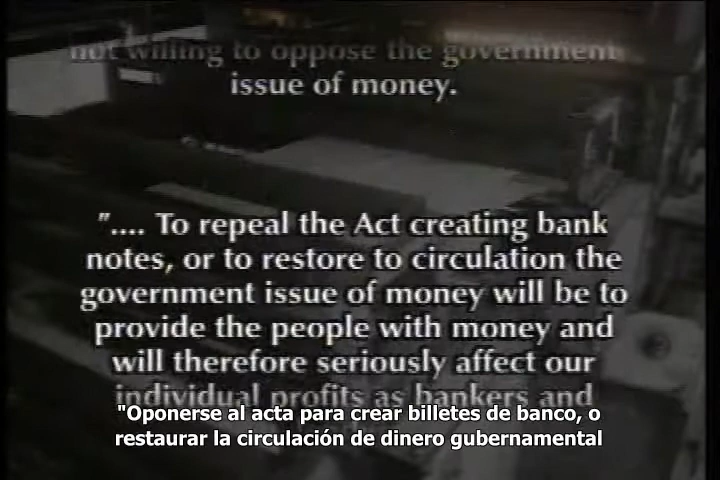 not willing to oppose the government
issue of money.
".... To repeal the Act creating bank
notes, or to restore to circulation the
government issue of money will be to
provide the people with money and
will therefore seriously affect our
individual profits as bankers and
"Oponerse al acta para crear billetes de banco, o
restaurar la circulación de dinero gubernamental